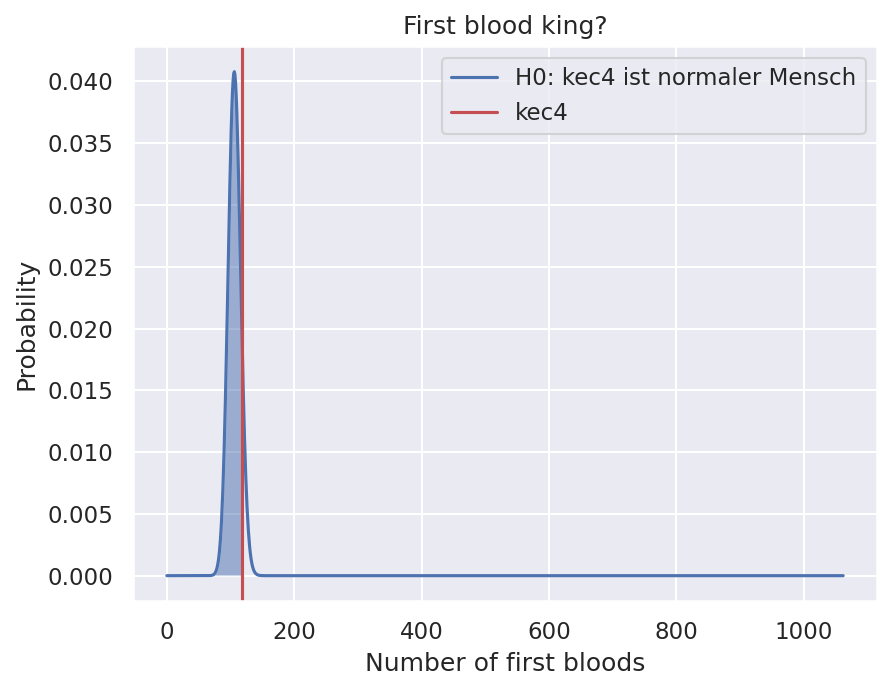 First blood king?
H0: kec4 ist normaler Mensch
kec4
Probability
0.040
0.035
0.030
0.025
0.020
0.015
0.010
0.005
0.000
0 200 400 600 800 1000
Number of first bloods